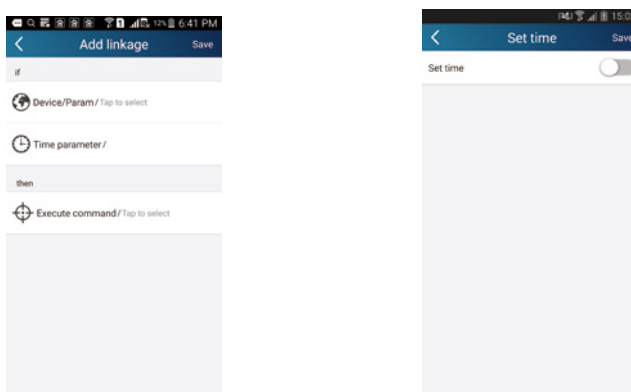 12% 6:41 PM
Add linkage Save
if
Device/Param/Tap to select
Time parameter/
then
Execute command/Tap to select
15:0
Set time Save
Set time